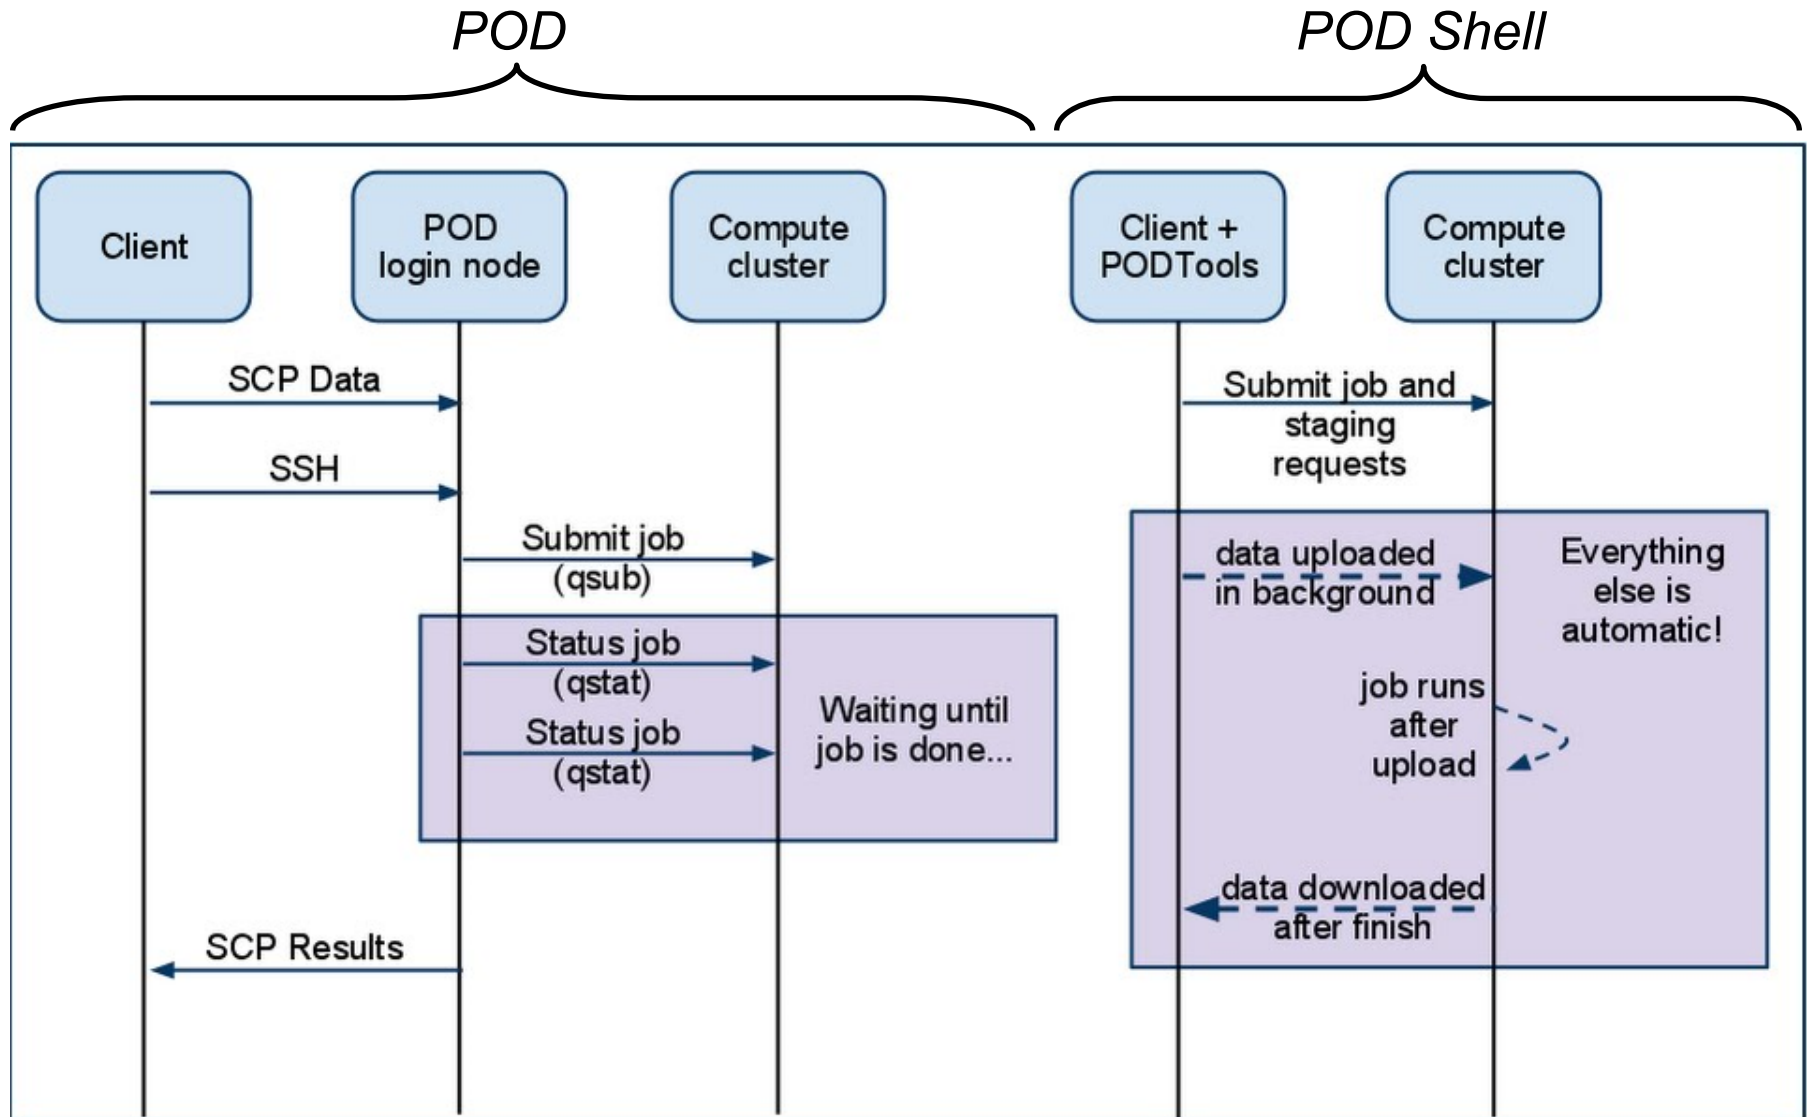 POD
POD Shell
Client
POD
login node
Compute
cluster
Client +
PODTools
Compute
cluster
SCP Data
SSH
Submit job
(qsub)
Status job
(qstat)
Status job
(qstat)
Waiting until
job is done...
SCP Results
Submit job and
staging
requests
data uploaded
in background
Everything
else is
automatic!
job runs
after
upload
data downloaded
after finish